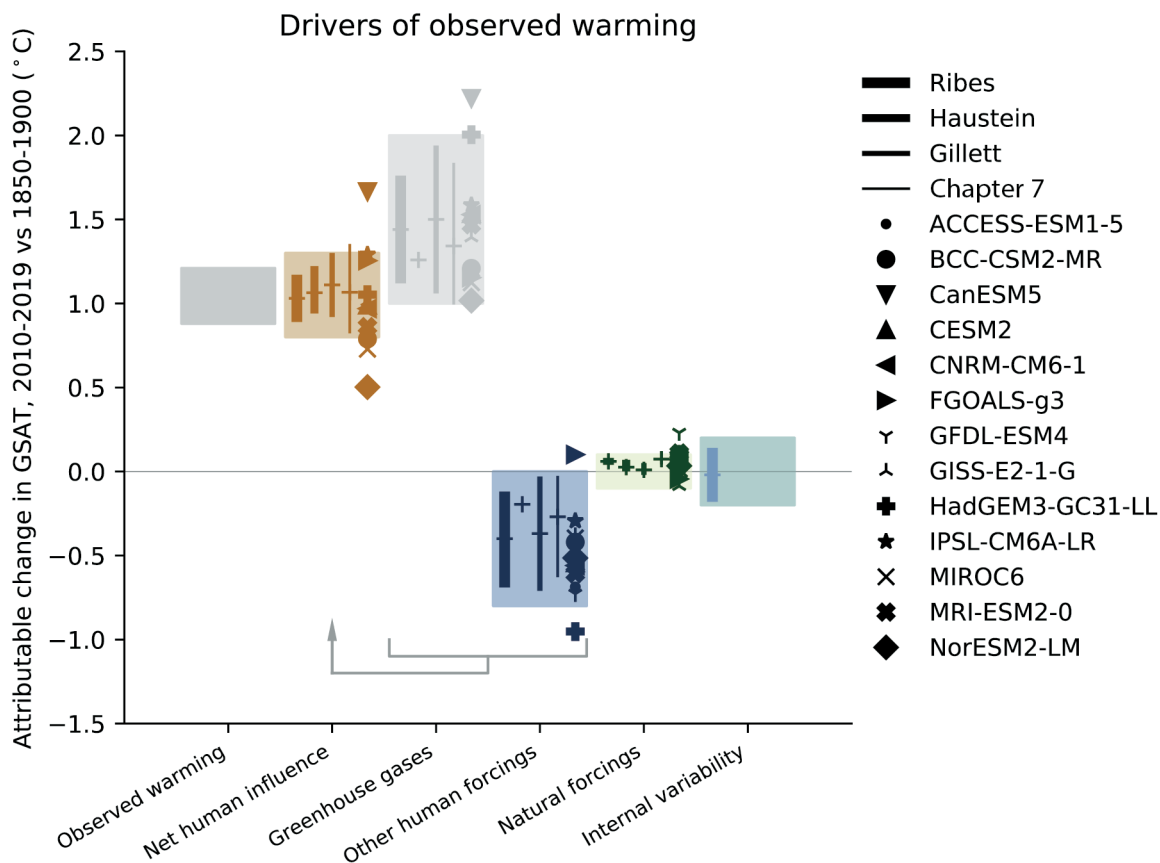 Drivers of observed warming
Attributable change in GSAT, 2010-2019 vs 1850-1900 (°C)
2.5
2.0
1.5
1.0
0.5
0.0
−0.5
−1.0
−1.5
Observed warming
Net human influence
Greenhouse gases
Other human forcings
Natural forcings
Internal variability
Ribes
Haustein
Gillett
Chapter 7
ACCESS-ESM1-5
BCC-CSM2-MR
CanESM5
CESM2
CNRM-CM6-1
FGOALS-g3
GFDL-ESM4
GISS-E2-1-G
HadGEM3-GC31-LL
IPSL-CM6A-LR
MIROC6
MRI-ESM2-0
NorESM2-LM